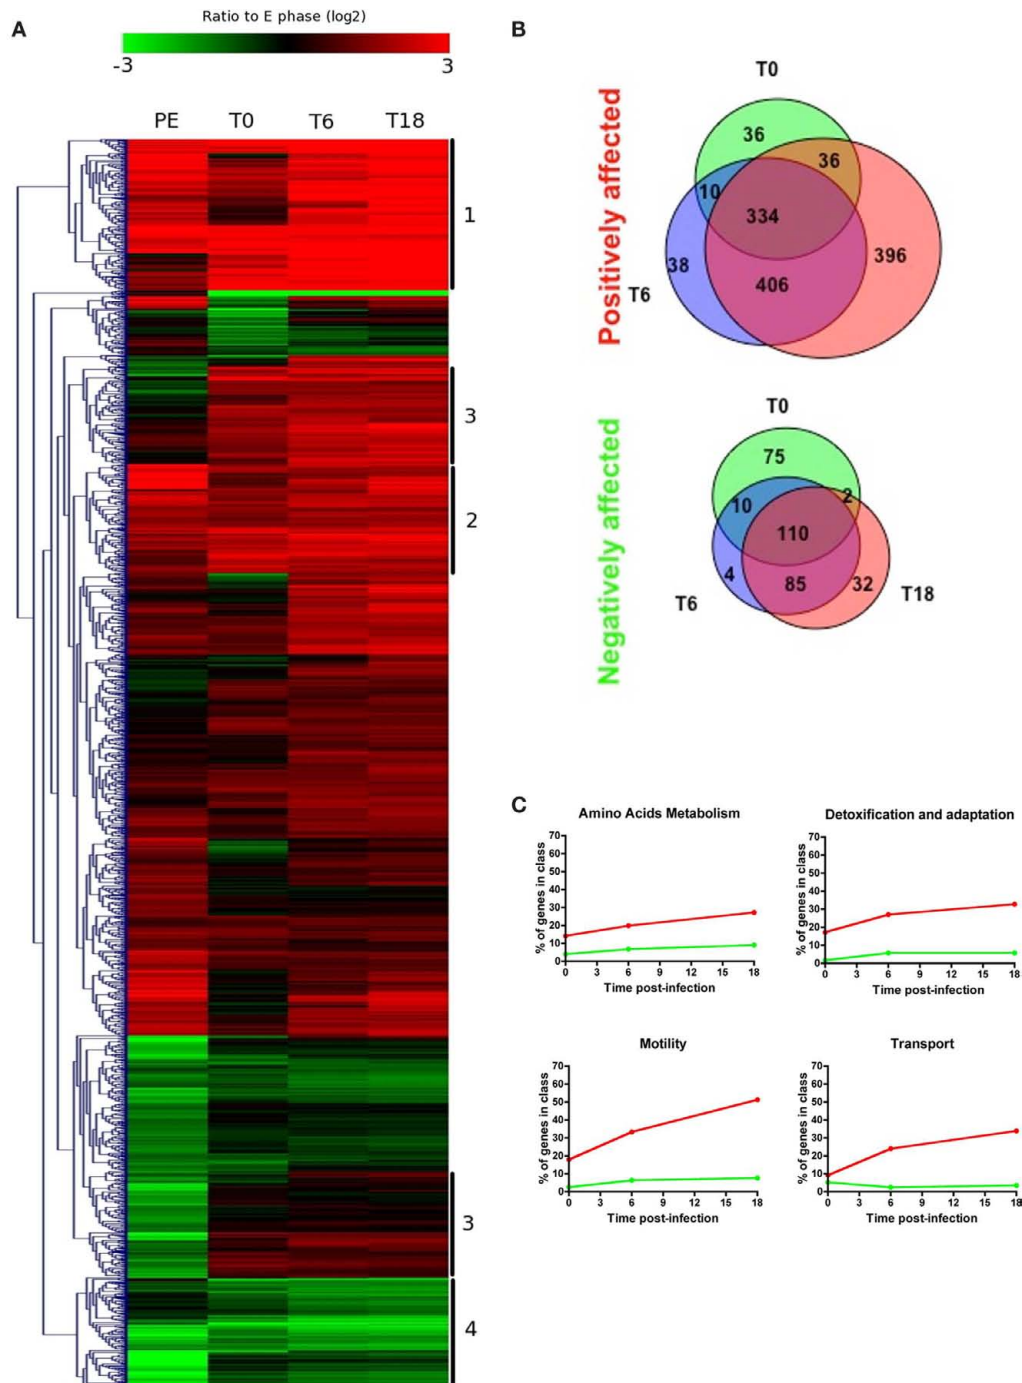 A
Ratio to E phase (log2)
-3 3
PE T0 T6 T18
1
3
2
3
4
B
Positively affected
T0
36
36
10
334
38
396
T6
406
Negatively affected
T0
75
10
2
110
4
85
32
T6
T18
C
Amino Acids Metabolism
% of genes in class
70
60
50
40
30
20
10
0
0 3 6 9 12 15 18
Time post-infection
Detoxification and adaptation
% of genes in class
70
60
50
40
30
20
10
0
0 3 6 9 12 15 18
Time post-infection
Motility
% of genes in class
70
60
50
40
30
20
10
0
0 3 6 9 12 15 18
Time post-infection
Transport
% of genes in class
70
60
50
40
30
20
10
0
0 3 6 9 12 15 18
Time post-infection